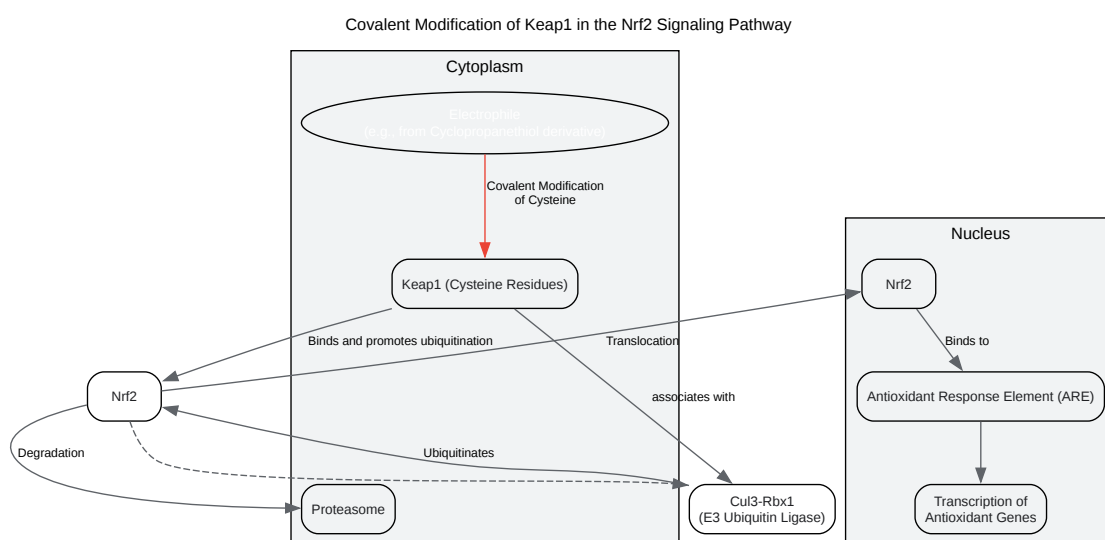 Covalent Modification of Keap1 in the Nrf2 Signaling Pathway
Cytoplasm
Electrophile
(e.g., from Cyclopropanethiol derivative)
Covalent Modification
of Cysteine
Nucleus
Keap1 (Cysteine Residues)
Nrf2
Binds and promotes ubiquitination
Translocation
Binds to
Nrf2
associates with
Antioxidant Response Element (ARE)
Degradation
Ubiquitinates
Proteasome
Cul3-Rbx1
(E3 Ubiquitin Ligase)
Transcription of
Antioxidant Genes